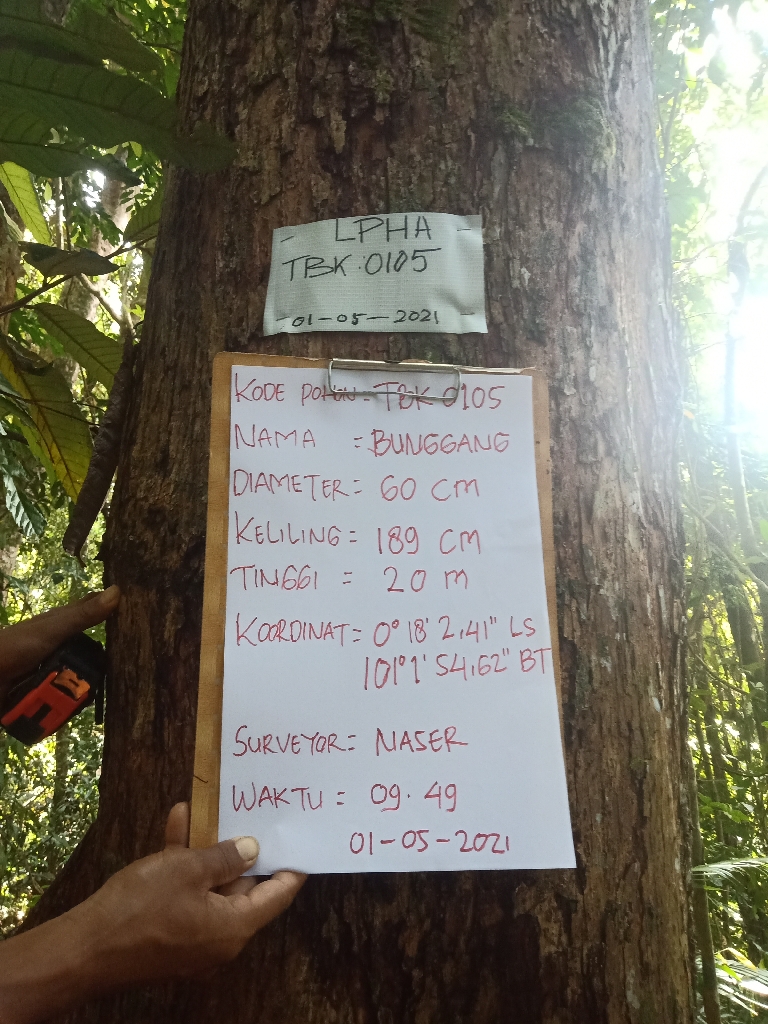 LPHA
TBK.0105
01-05-2021
KODE POHON = TBK 0105
NAMA = BUNGGANG
DIAMETER = 60 cm
KELILING = 189 CM
TINGGI = 20 m
KOORDINAT = 0° 18' 2,41" LS
101° 1' 54,62" BT
SURVEYOR = NASER
WAKTU = 09.49
01-05-2021